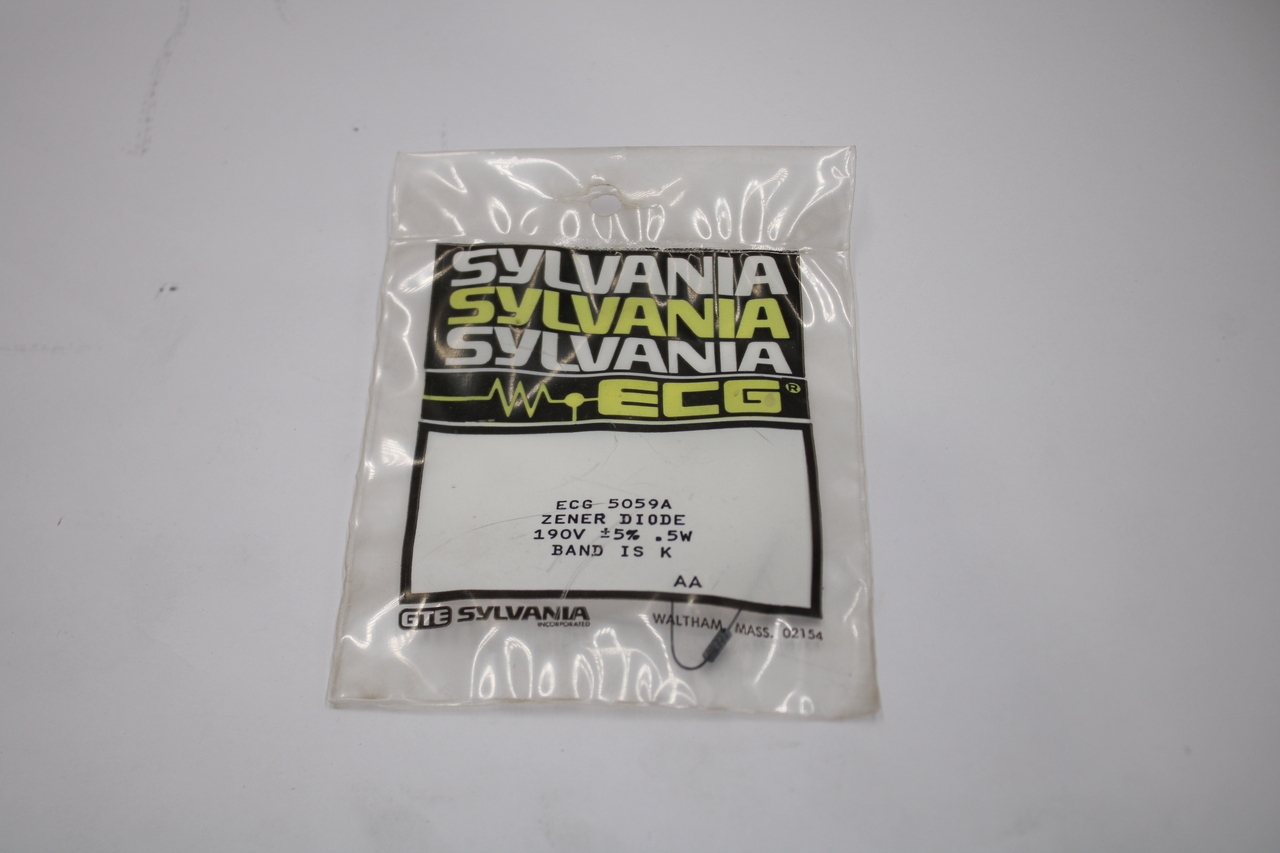 SYLVANIA
SYLVANIA
SYLVANIA
ECG®
ECG 5059A
ZENER DIODE
190V ±5% .5W
BAND IS K
AA
GTE SYLVANIA
INCORPORATED
WALTHAM, MASS. 02154